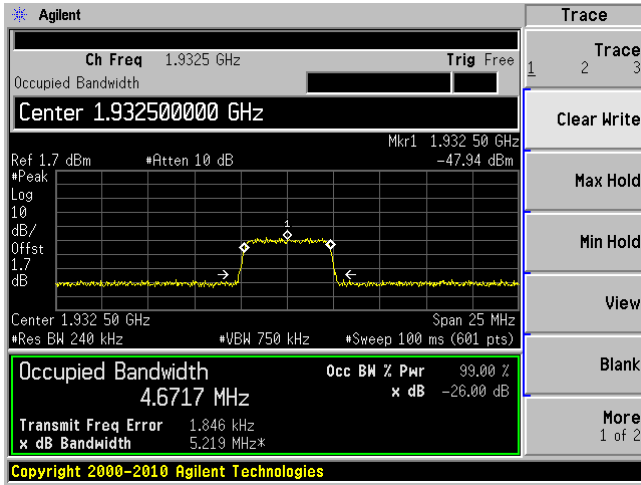 Agilent
Trace
Ch Freq 1.9325 GHz Trig Free
Occupied Bandwidth
Trace
1 2 3
Center 1.932500000 GHz
Clear Write
Mkr1 1.932 50 GHz
Ref 1.7 dBm #Atten 10 dB -47.94 dBm
#Peak
Log
10
dB/
Offst
1.7
dB
1
Max Hold
Min Hold
View
Center 1.932 50 GHz Span 25 MHz
#Res BW 240 kHz #VBW 750 kHz #Sweep 100 ms (601 pts)
Occupied Bandwidth Occ BW % Pwr 99.00 %
4.6717 MHz x dB -26.00 dB
Blank
Transmit Freq Error 1.846 kHz
x dB Bandwidth 5.219 MHz*
More
1 of 2
Copyright 2000-2010 Agilent Technologies